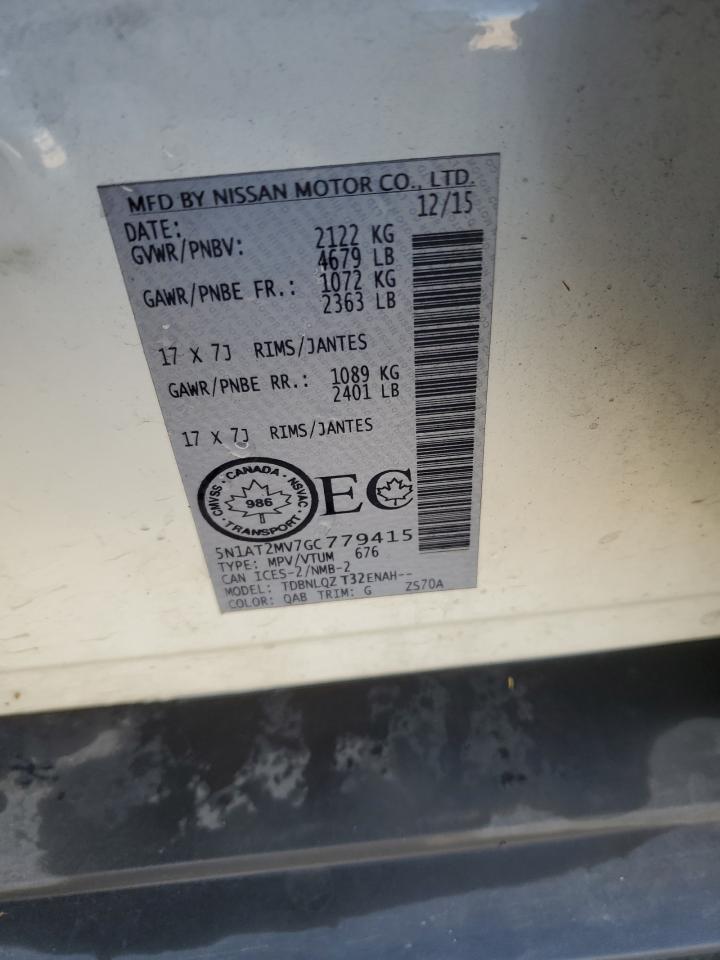 MFD BY NISSAN MOTOR CO., LTD.
DATE: 12/15
GVWR/PNBV: 2122 KG
4679 LB
GAWR/PNBE FR.: 1072 KG
2363 LB
17 X 7J RIMS/JANTES
GAWR/PNBE RR.: 1089 KG
2401 LB
17 X 7J RIMS/JANTES
CMVSS · CANADA · NSVAC · TRANSPORT
986
EC
5N1AT2MV7GC779415
TYPE: MPV/VTUM 676
CAN ICES-2/NMB-2
MODEL: TDBNLQZ T32ENAH--
COLOR: QAB TRIM: G ZS70A